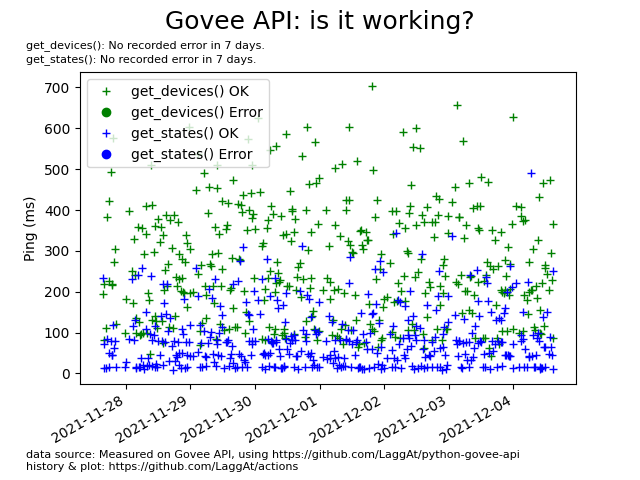 Govee API: is it working?
get_devices(): No recorded error in 7 days.
get_states(): No recorded error in 7 days.
get_devices() OK
get_devices() Error
get_states() OK
get_states() Error
Ping (ms)
700
600
500
400
300
200
100
0
2021-11-28
2021-11-29
2021-11-30
2021-12-01
2021-12-02
2021-12-03
2021-12-04
data source: Measured on Govee API, using https://github.com/LaggAt/python-govee-api
history & plot: https://github.com/LaggAt/actions